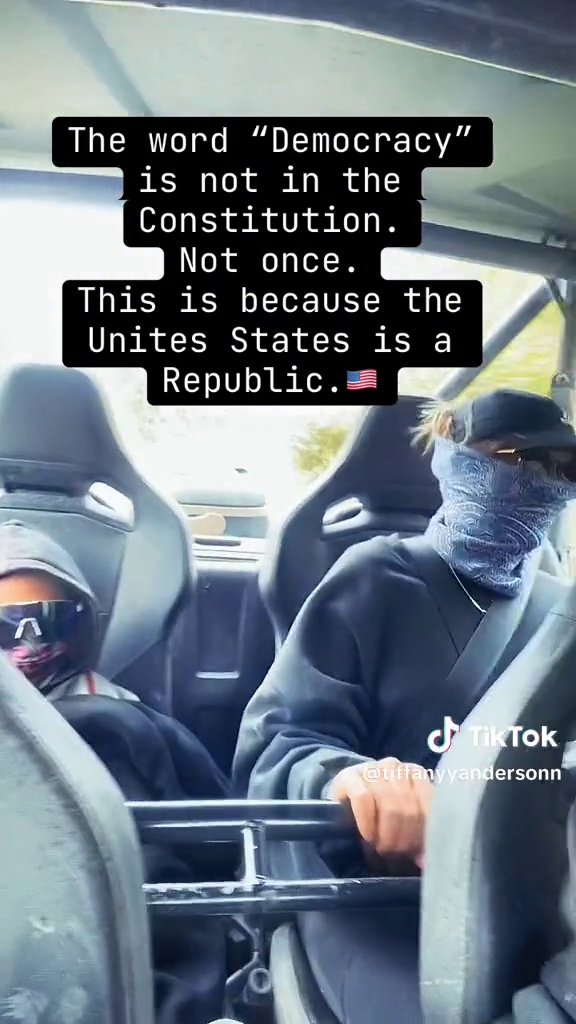 The word “Democracy”
is not in the
Constitution.
Not once.
This is because the
Unites States is a
Republic.🇺🇸
TikTok
@tiffanyyandersonn